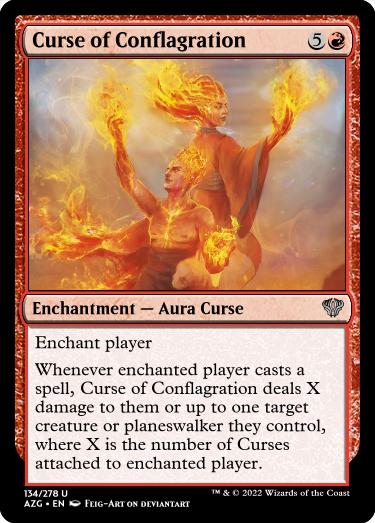 Curse of Conflagration 5
Enchantment — Aura Curse
Enchant player
Whenever enchanted player casts a
spell, Curse of Conflagration deals X
damage to them or up to one target
creature or planeswalker they control,
where X is the number of Curses
attached to enchanted player.
134/278 U
AZG • EN Feig-Art on deviantart
™ & © 2022 Wizards of the Coast